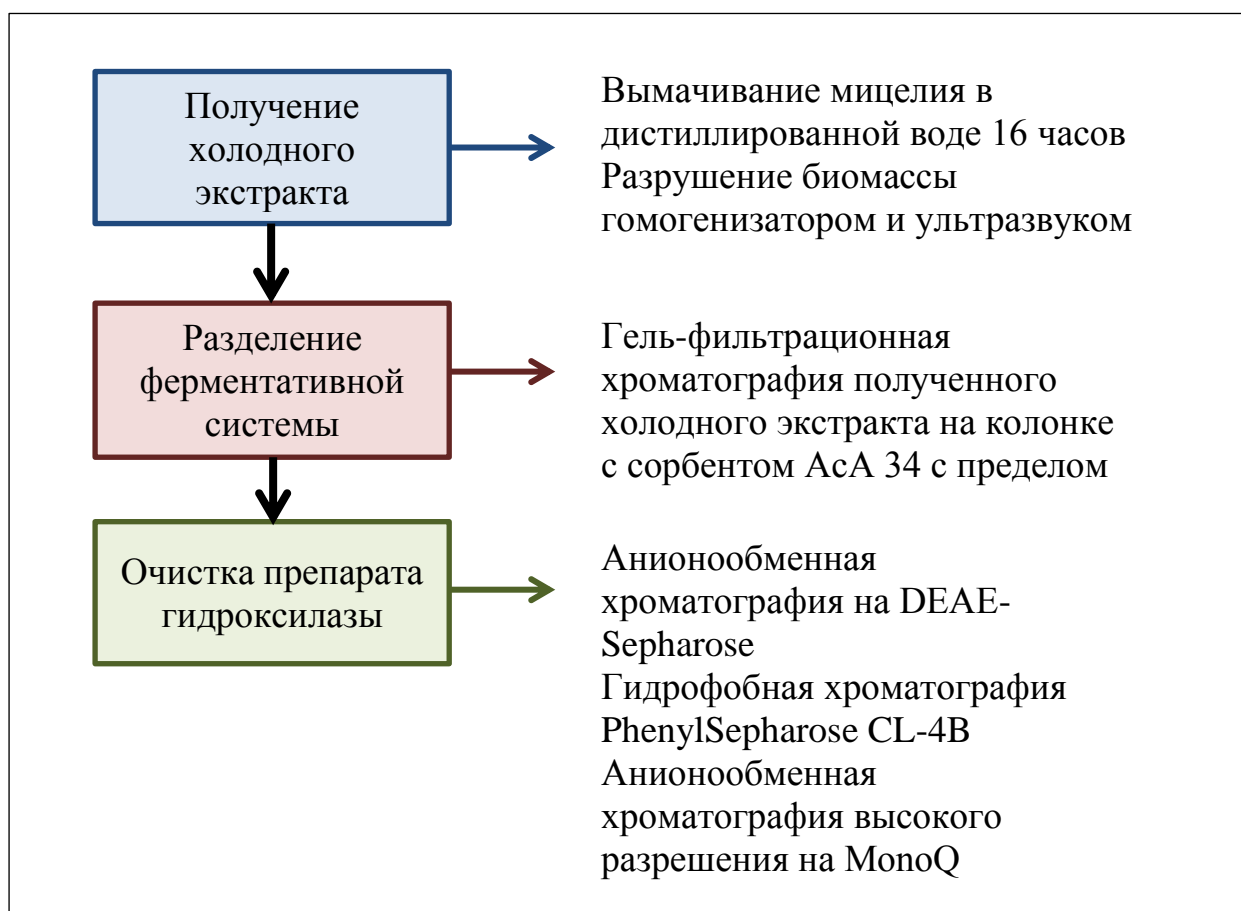 Получение
холодного
экстракта
Вымачивание мицелия в
дистиллированной воде 16 часов
Разрушение биомассы
гомогенизатором и ультразвуком
Разделение
ферментативной
системы
Гель-фильтрационная
хроматография полученного
холодного экстракта на колонке
с сорбентом АсА 34 с пределом
Очистка препарата
гидроксилазы
Анионообменная
хроматография на DEAE-
Sepharose
Гидрофобная хроматография
PhenylSepharose CL-4B
Анионообменная
хроматография высокого
разрешения на MonoQ